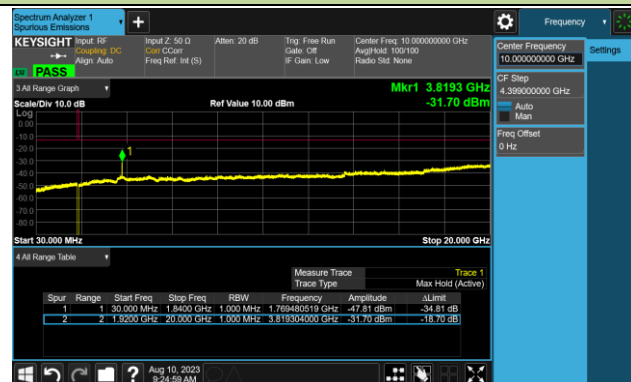 Spectrum Analyzer 1
Spurious Emissions
Frequency
KEYSIGHT
Input: RF
Coupling: DC
Align: Auto
Input Z: 50 Ω
Corr CCorr
Freq Ref: Int (S)
Atten: 20 dB
Trig: Free Run
Gate: Off
IF Gain: Low
Center Freq: 10.000000000 GHz
Avg|Hold: 100/100
Radio Std: None
PASS
Center Frequency
10.000000000 GHz
Settings
CF Step
4.399000000 GHz
Auto
Man
Freq Offset
0 Hz
3 All Range Graph
Mkr1 3.8193 GHz
Scale/Div 10.0 dB
Ref Value 10.00 dBm
-31.70 dBm
Log
0.00
-10.0
-20.0
-30.0
-40.0
-50.0
-60.0
-70.0
-80.0
1
Start 30.000 MHz
Stop 20.000 GHz
4 All Range Table
Measure Trace Trace 1
Trace Type Max Hold (Active)
Spur Range Start Freq Stop Freq RBW Frequency Amplitude ΔLimit
1 1 30.000 MHz 1.8400 GHz 1.000 MHz 1.769480519 GHz -47.81 dBm -34.81 dB
2 2 1.9200 GHz 20.000 GHz 1.000 MHz 3.819304000 GHz -31.70 dBm -18.70 dB
?
Aug 10, 2023
9:24:59 AM